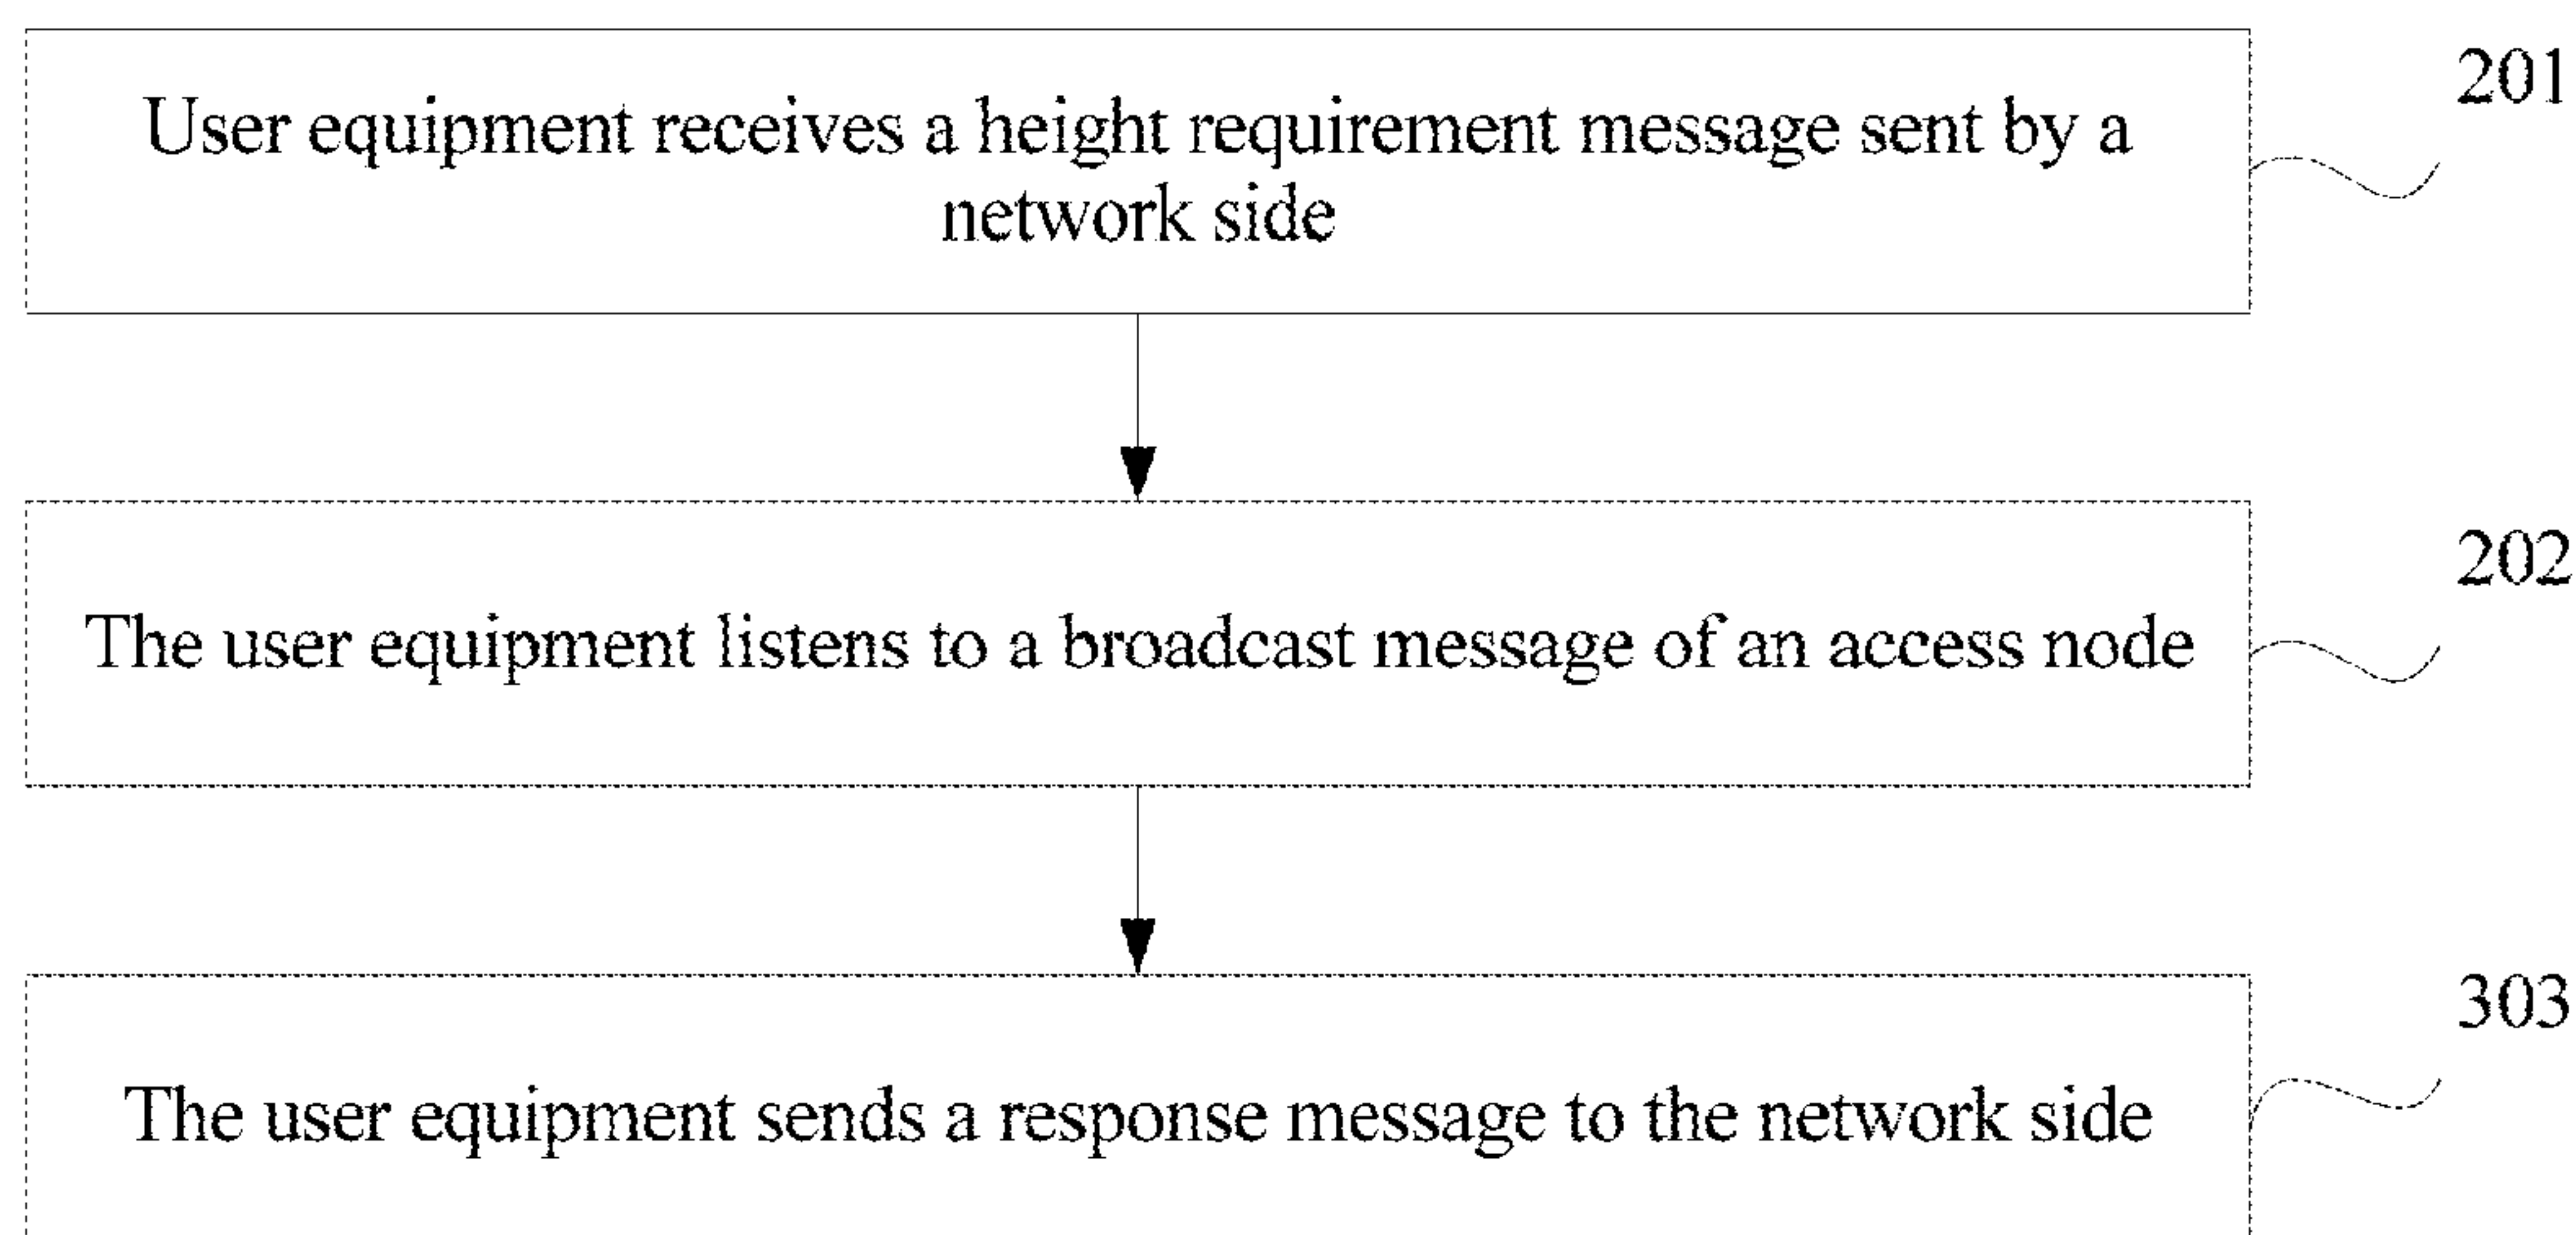 User equipment receives a height requirement message sent by a
network side
201
The user equipment listens to a broadcast message of an access node
202
The user equipment sends a response message to the network side
303